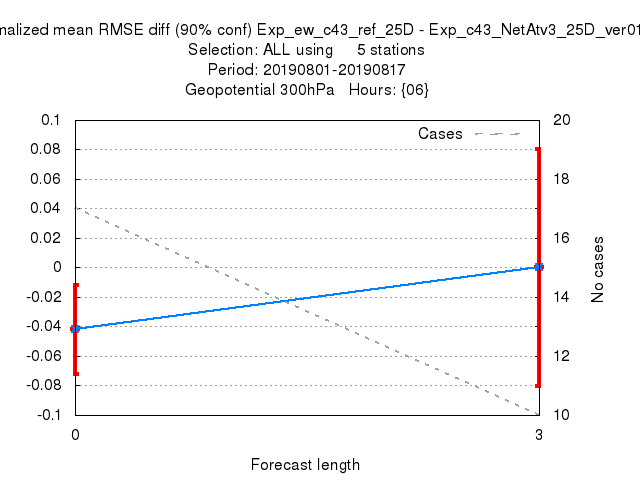 malized mean RMSE diff (90% conf) Exp_ew_c43_ref_25D - Exp_c43_NetAtv3_25D_ver01
Selection: ALL using 5 stations
Period: 20190801-20190817
Geopotential 300hPa Hours: {06}
0.1
0.08
0.06
0.04
0.02
0
-0.02
-0.04
-0.06
-0.08
-0.1
Cases
20
18
16
14
12
10
No cases
0
3
Forecast length